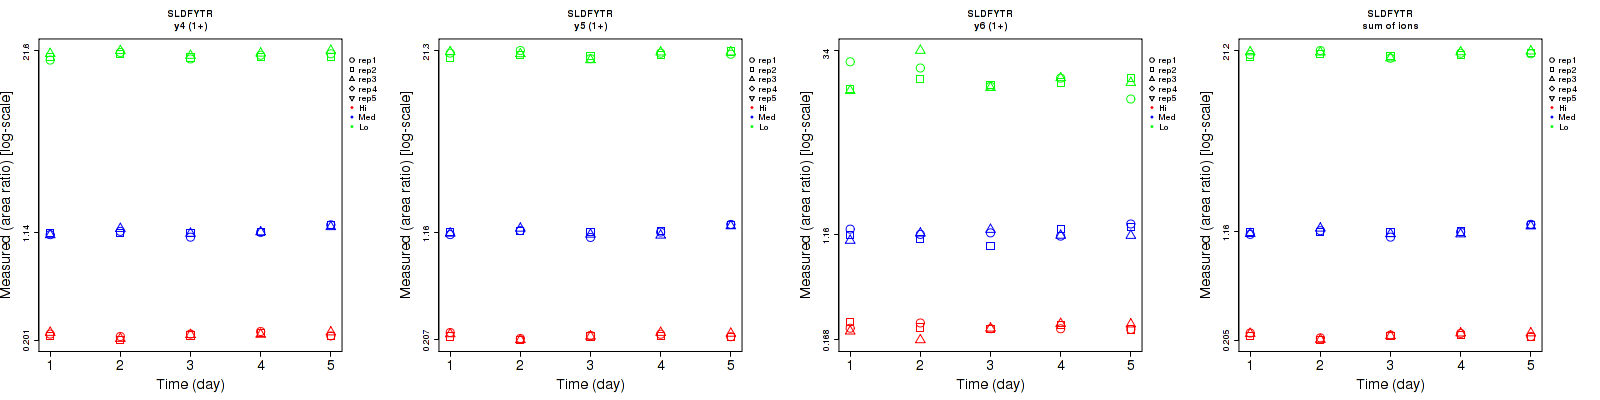 SLDFYTR
y4 (1+)
Measured (area ratio) [log-scale]
21.8
1.14
0.201
1 2 3 4 5
Time (day)
rep1
rep2
rep3
rep4
rep5
Hi
Med
Lo
SLDFYTR
y5 (1+)
Measured (area ratio) [log-scale]
21.3
1.16
0.207
1 2 3 4 5
Time (day)
rep1
rep2
rep3
rep4
rep5
Hi
Med
Lo
SLDFYTR
y6 (1+)
Measured (area ratio) [log-scale]
34
1.16
0.168
1 2 3 4 5
Time (day)
rep1
rep2
rep3
rep4
rep5
Hi
Med
Lo
SLDFYTR
sum of ions
Measured (area ratio) [log-scale]
21.2
1.16
0.205
1 2 3 4 5
Time (day)
rep1
rep2
rep3
rep4
rep5
Hi
Med
Lo